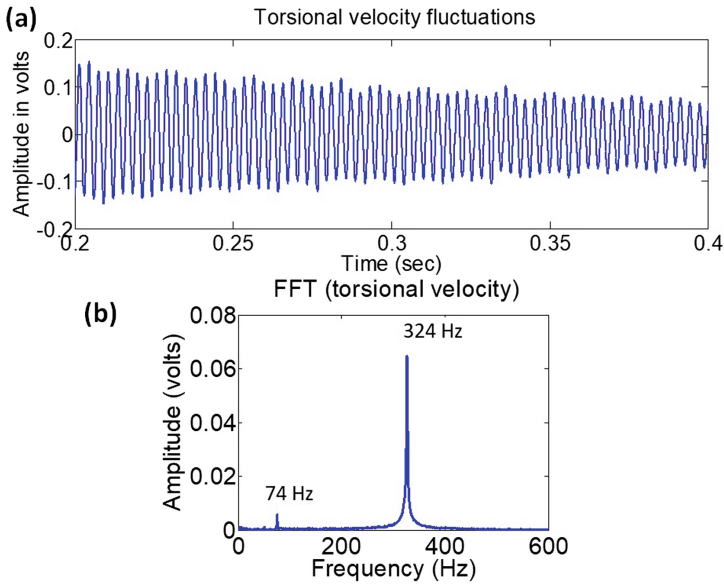 (a)
Torsional velocity fluctuations
Amplitude in volts
0.2
0.1
0
-0.1
-0.2
0.2
0.25
0.3
0.35
0.4
Time (sec)
(b)
FFT (torsional velocity)
Amplitude (volts)
0.08
0.06
0.04
0.02
0
324 Hz
74 Hz
0
200
400
600
Frequency (Hz)